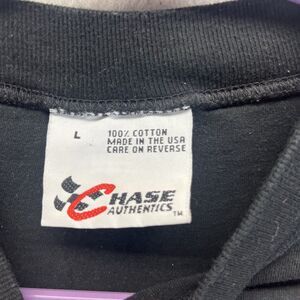 L
100% COTTON
MADE IN THE USA
CARE ON REVERSE
CHASE
AUTHENTICS
TM